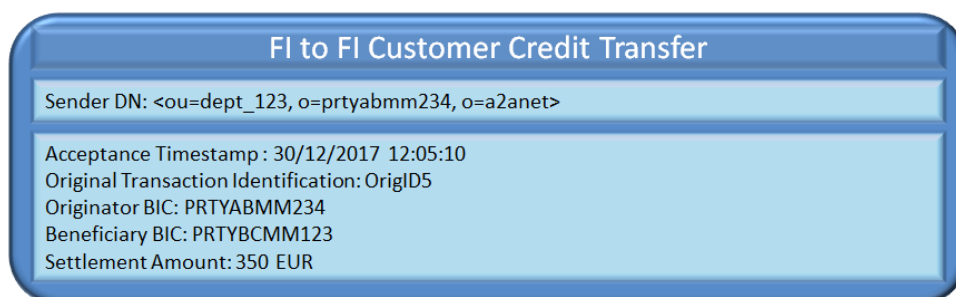 FI to FI Customer Credit Transfer
Sender DN: <ou=dept_123, o=prtyabmm234, o=a2anet>
Acceptance Timestamp : 30/12/2017 12:05:10
Original Transaction Identification: OrigID5
Originator BIC: PRTYABMM234
Beneficiary BIC: PRTYBCMM123
Settlement Amount: 350 EUR